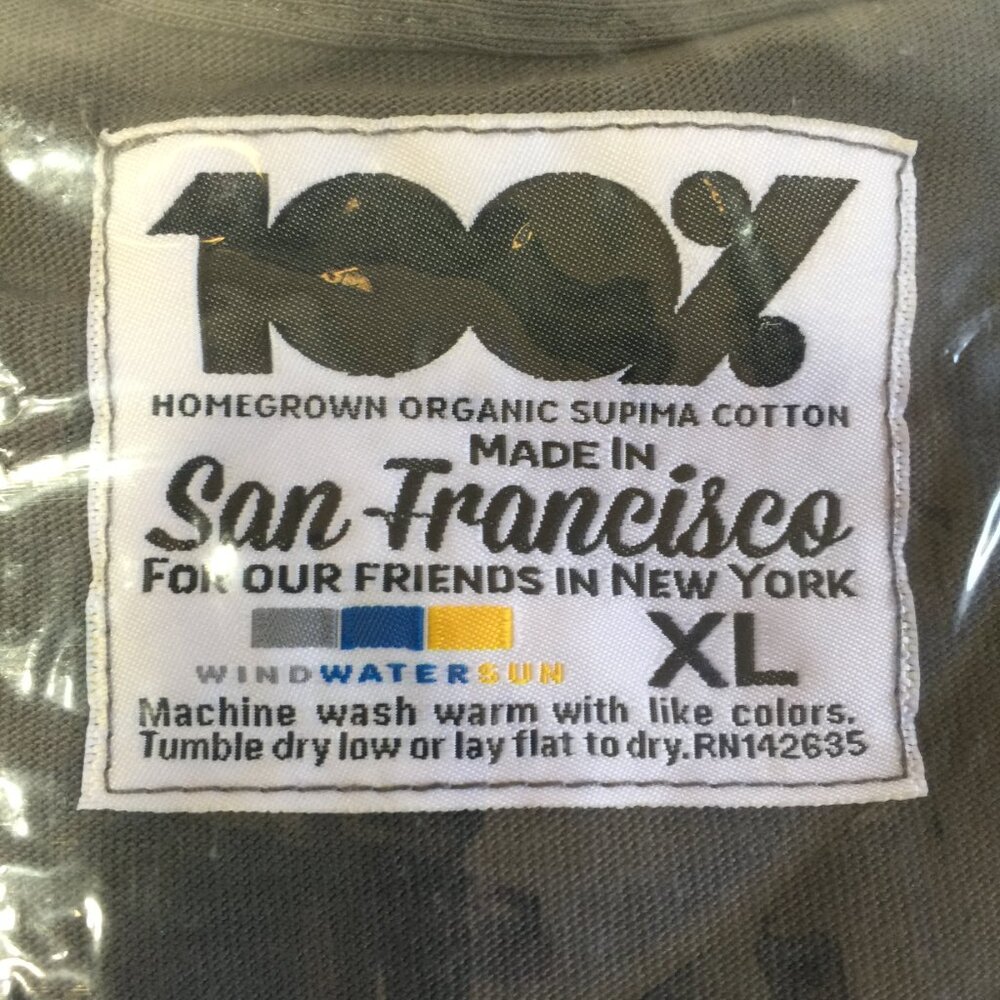 100%
HOMEGROWN ORGANIC SUPIMA COTTON
MADE IN
San Francisco
FOR OUR FRIENDS IN NEW YORK
XL
WINDWATERSUN
Machine wash warm with like colors.
Tumble dry low or lay flat to dry. RN142635